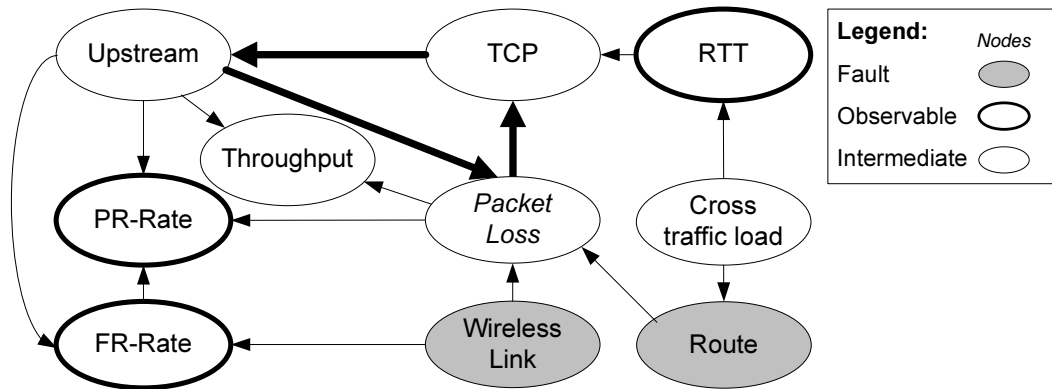 Upstream
TCP
RTT
Legend:
Nodes
Fault
Observable
Intermediate
Throughput
PR-Rate
Packet
Loss
Cross
traffic load
FR-Rate
Wireless
Link
Route